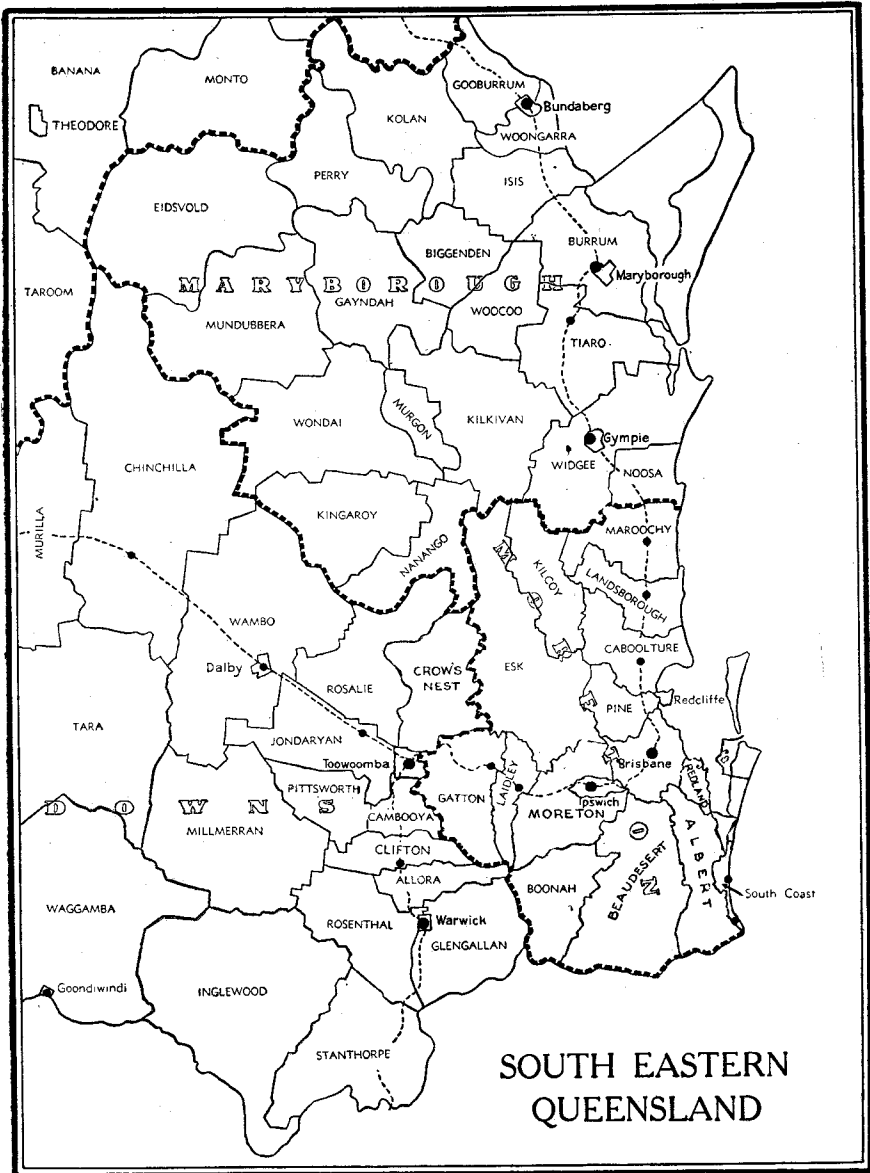 BANANA
MONTO
GOOBURRUM
THEODORE
KOLAN
Bundaberg
WOONGARRA
PERRY
ISIS
EIDSVOLD
BIGGENDEN
BURRUM
MARYBOROUGH
Maryborough
TAROOM
GAYNDAH
WOOCOO
MUNDUBBERA
TIARO
WONDAI
MURGON
KILKIVAN
Gympie
CHINCHILLA
WIDGEE
NOOSA
KINGAROY
MURILLA
NANANGO
MAROOCHY
KILCOY
LANDSBOROUGH
MORETON
WAMBO
CABOOLTURE
Dalby
ROSALIE
CROW'S
NEST
ESK
PINE
Redcliffe
TARA
JONDARYAN
Toowoomba
Brisbane
REDLAND
PITTSWORTH
GATTON
LAIDLEY
Ipswich
MORETON
DOWNS
CAMBOOYA
MILLMERRAN
CLIFTON
ALLORA
BOONAH
BEAUDESERT
ALBERT
South Coast
WAGGAMBA
ROSENTHAL
Warwick
GLENGALLAN
Goondiwindi
INGLEWOOD
STANTHORPE
SOUTH EASTERN
QUEENSLAND